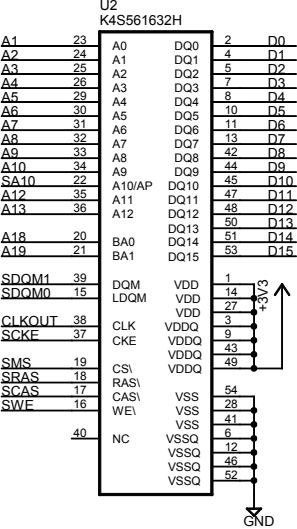 U2
K4S561632H
A1 23 A0 DQ0 2 D0
A2 24 A1 DQ1 4 D1
A3 25 A2 DQ2 5 D2
A4 26 A3 DQ3 7 D3
A5 29 A4 DQ4 8 D4
A6 30 A5 DQ5 10 D5
A7 31 A6 DQ6 11 D6
A8 32 A7 DQ7 13 D7
A9 33 A8 DQ8 42 D8
A10 34 A9 DQ9 44 D9
SA10 22 A10/AP DQ10 45 D10
A12 35 A11 DQ11 47 D11
A13 36 A12 DQ12 48 D12
DQ13 50 D13
A18 20 BA0 DQ14 51 D14
A19 21 BA1 DQ15 53 D15
SDQM1 39 DQM VDD 1
SDQM0 15 LDQM VDD 14
VDD 27
+3V3
CLKOUT 38 CLK VDDQ 3
SCKE 37 CKE VDDQ 9
VDDQ 43
SMS 19 CS\ VDDQ 49
SRAS 18 RAS\
SCAS 17 CAS\ VSS 54
SWE 16 WE\ VSS 28
VSS 41
40 NC VSSQ 6
VSSQ 12
VSSQ 46
VSSQ 52
GND